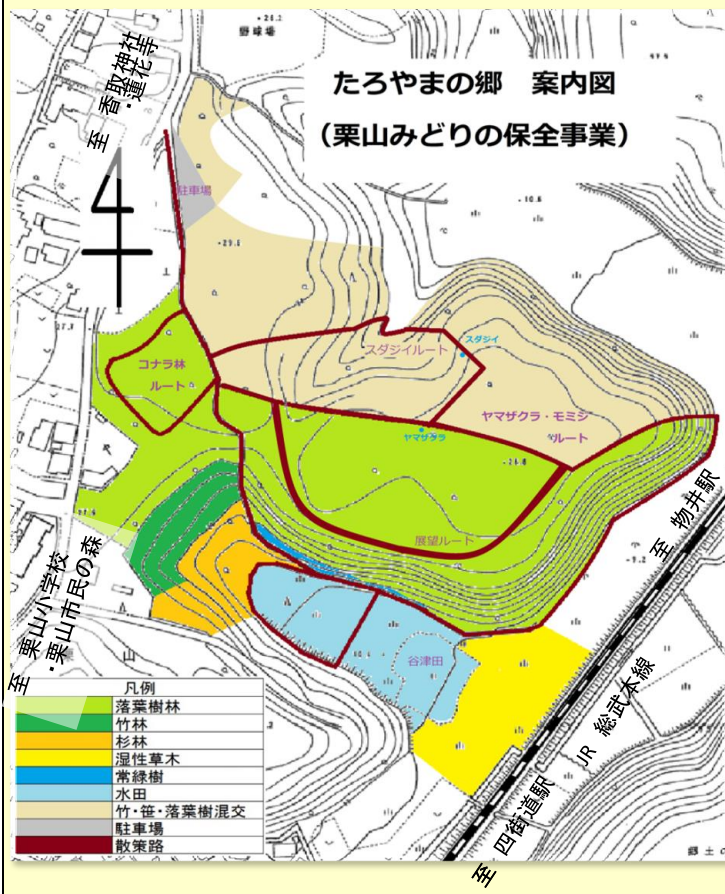 +28.2
野球場
たろやまの郷 案内図
(栗山みどりの保全事業)
至 香取神社
・蓮花寺
駐車場
スダジイルート
スダジイ
コナラ林
ルート
ヤマザクラ・モミジ
ルート
ヤマザクラ
展望ルート
至 物井駅
谷津田
至 栗山小学校
・栗山市民の森
山
JR 総武本線
至 四街道駅
凡例
落葉樹林
竹林
杉林
湿性草木
常緑樹
水田
竹・笹・落葉樹混交
駐車場
散策路